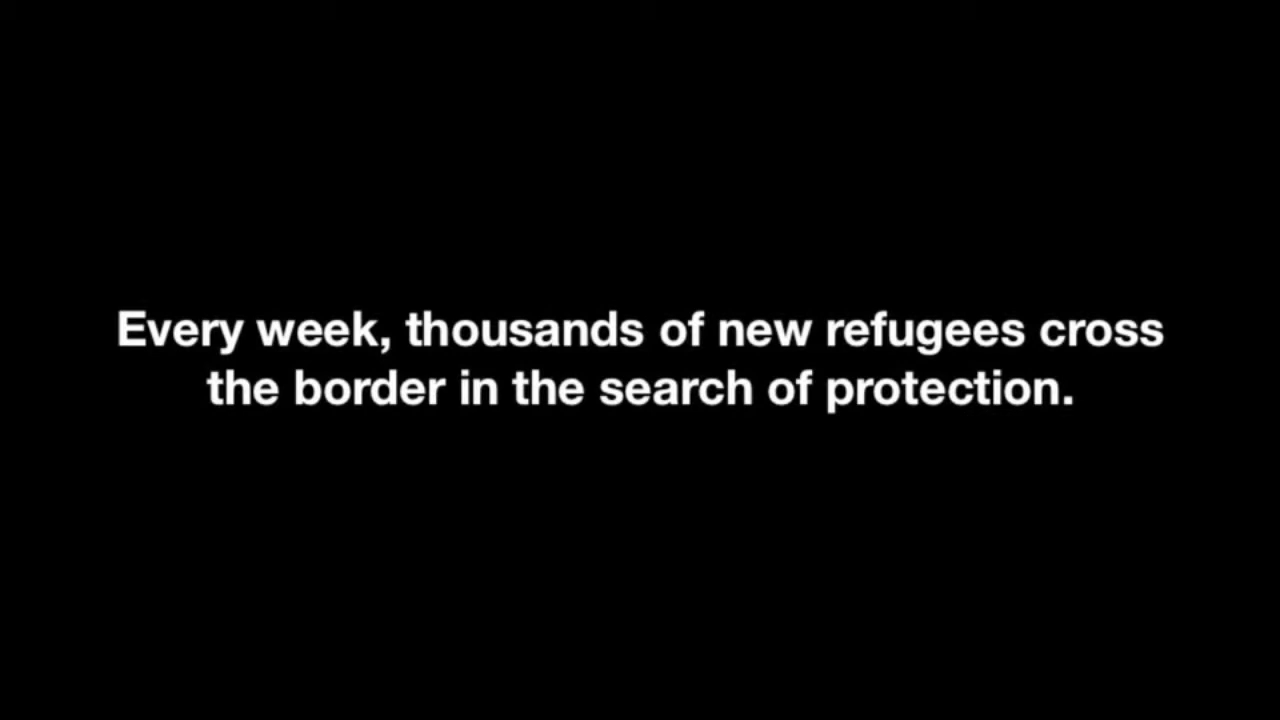 Every week, thousands of new refugees cross
the border in the search of protection.